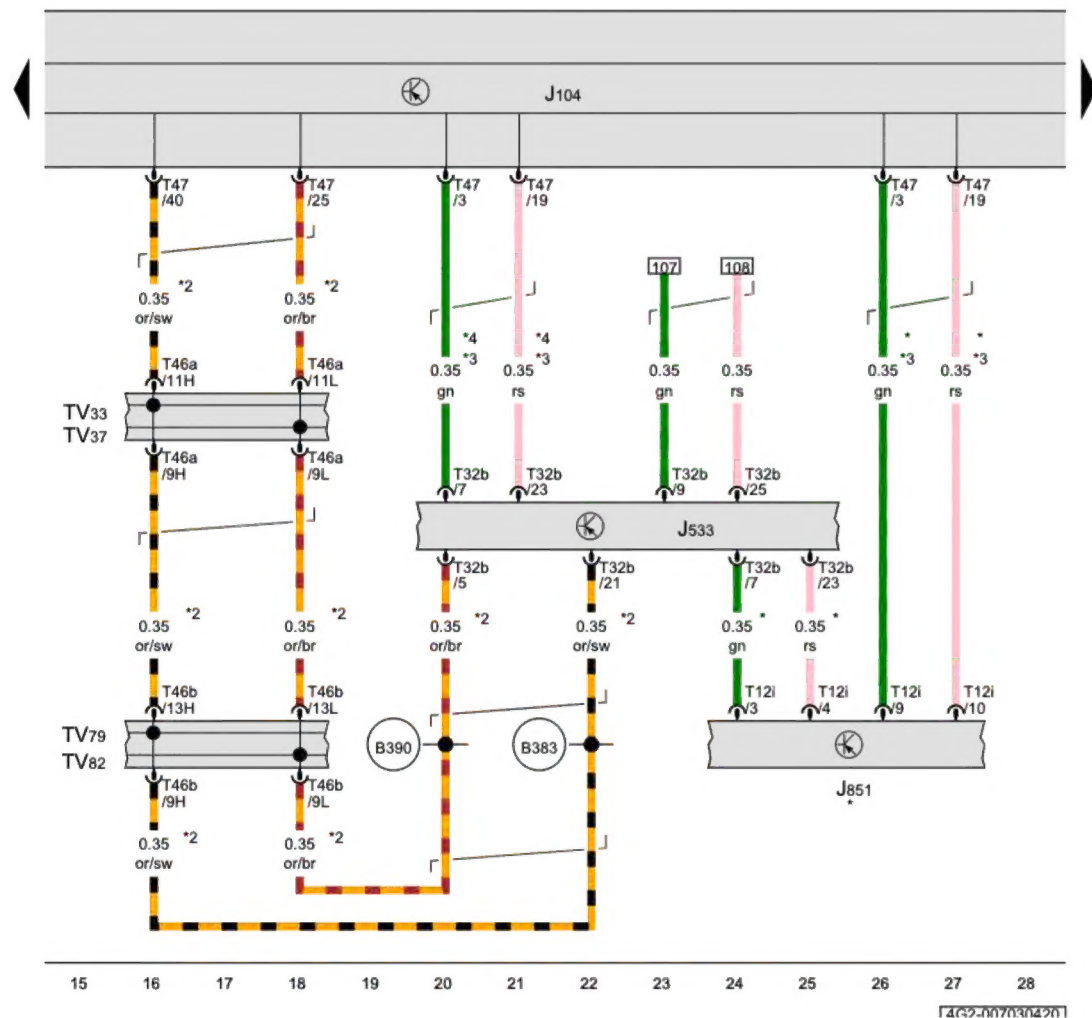 J104
T47 T47 T47 T47 T47 T47
/40 /25 /3 /19 /3 /19
107 108
*2 *2
0.35 0.35
or/sw or/br
*4 *4 * *
*3 *3 *3 *3
0.35 0.35 0.35 0.35 0.35 0.35
gn rs gn rs gn rs
T46a T46a
/11H /11L
TV33
TV37
T46a T46a
/9H /9L
T32b T32b T32b T32b
/7 /23 /9 /25
J533
T32b T32b T32b T32b
/5 /21 /7 /23
*2 *2 *2 *2 * *
0.35 0.35 0.35 0.35 0.35 0.35
or/sw or/br or/br or/sw gn rs
T46b T46b T12i T12i T12i T12i
/13H /13L /3 /4 /9 /10
TV79
TV82
B390 B383
J851
*
T46b T46b
/9H /9L
*2 *2
0.35 0.35
or/sw or/br
15 16 17 18 19 20 21 22 23 24 25 26 27 28
4G2-007030420